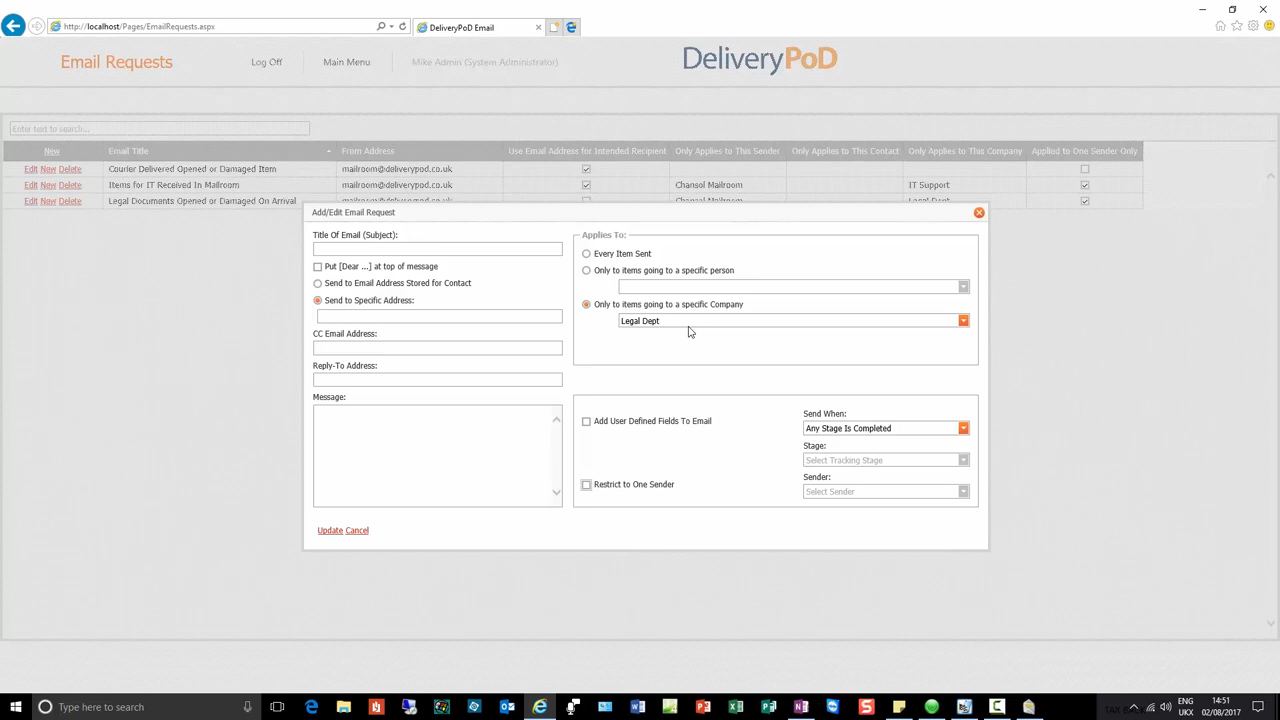 http://localhost/Pages/EmailRequests.aspx
DeliveryPoD Email
Email Requests
Log Off
Main Menu
Mike Admin (System Administrator)
DeliveryPoD
Enter text to search...
New Email Title From Address Use Email Address for Intended Recipient Only Applies to This Sender Only Applies to This Contact Only Applies to This Company Applied to One Sender Only
Edit New Delete Courier Delivered Opened or Damaged Item mailroom@deliverypod.co.uk
Edit New Delete Items for IT Received In Mailroom mailroom@deliverypod.co.uk Chansol Mailroom IT Support
Edit New Delete Legal Documents Opened or Damaged On Arrival mailroom@deliverypod.co.uk Chansol Mailroom Legal Dept
Add/Edit Email Request
Title Of Email (Subject):
Put [Dear ...] at top of message
Send to Email Address Stored for Contact
Send to Specific Address:
CC Email Address:
Reply-To Address:
Message:
Update Cancel
Applies To:
Every Item Sent
Only to items going to a specific person
Only to items going to a specific Company
Legal Dept
Add User Defined Fields To Email
Restrict to One Sender
Send When:
Any Stage Is Completed
Stage:
Select Tracking Stage
Sender:
Select Sender
Type here to search
ENG
UKX
14:51
02/08/2017